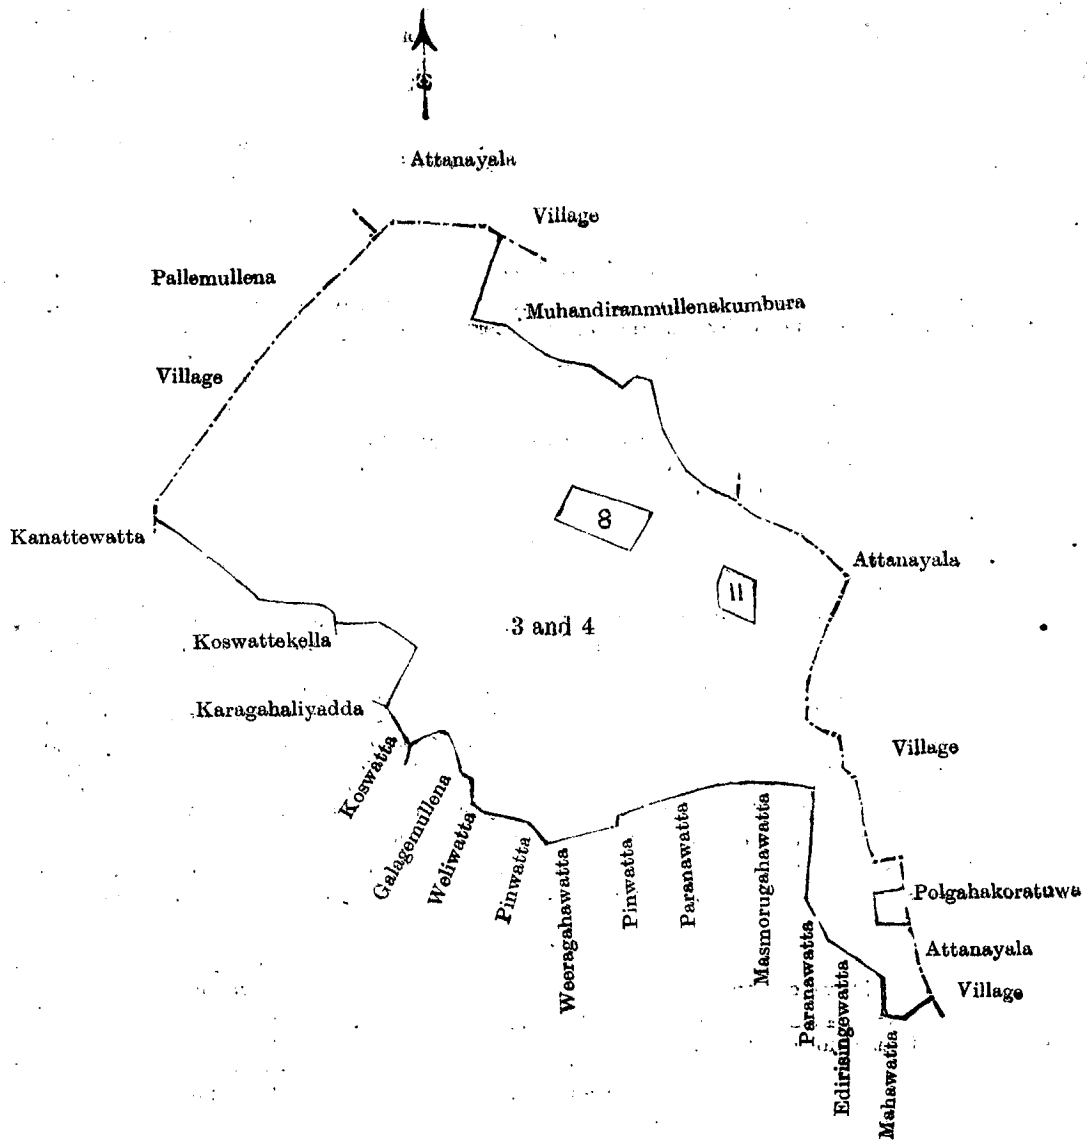 Attanayala
Village
Pallemullena
Muhandiranmullenakumbura
Village
8
Kanattewatta
Attanayala
11
3 and 4
Koswattekella
Karagahaliyadda
Koswatta
Village
Galagemullena
Weliwatta
Pinwatta
Weeragahawatta
Pinwatta
Paranawatta
Masmorugahawatta
Polgahakoratuwa
Paranawatta
Attanayala
Edirisingewatta
Village
Mahawatta